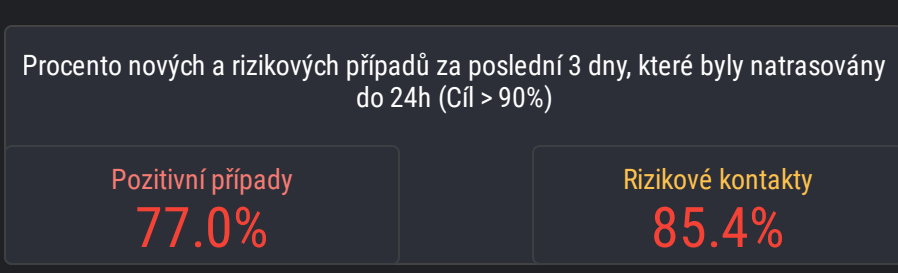 Procento nových a rizikových případů za poslední 3 dny, které byly natrasovány
do 24h (Cíl > 90%)
Pozitivní případy
77.0%
Rizikové kontakty
85.4%